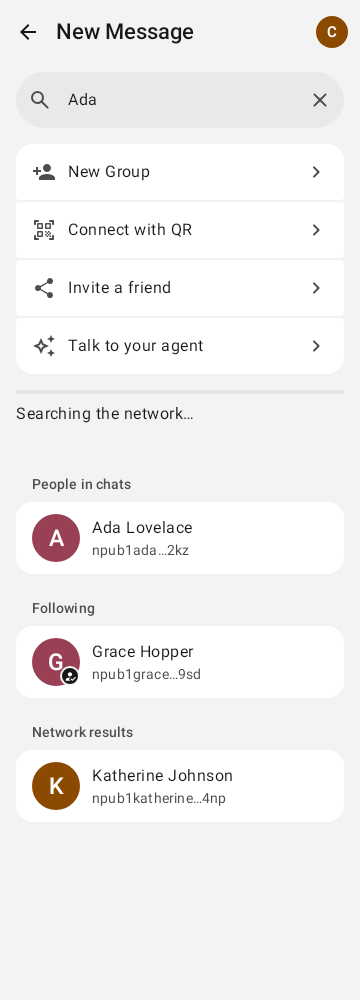 New Message
C
Ada
New Group
Connect with QR
Invite a friend
Talk to your agent
Searching the network…
People in chats
A
Ada Lovelace
npub1ada…2kz
Following
G
Grace Hopper
npub1grace…9sd
Network results
K
Katherine Johnson
npub1katherine…4np